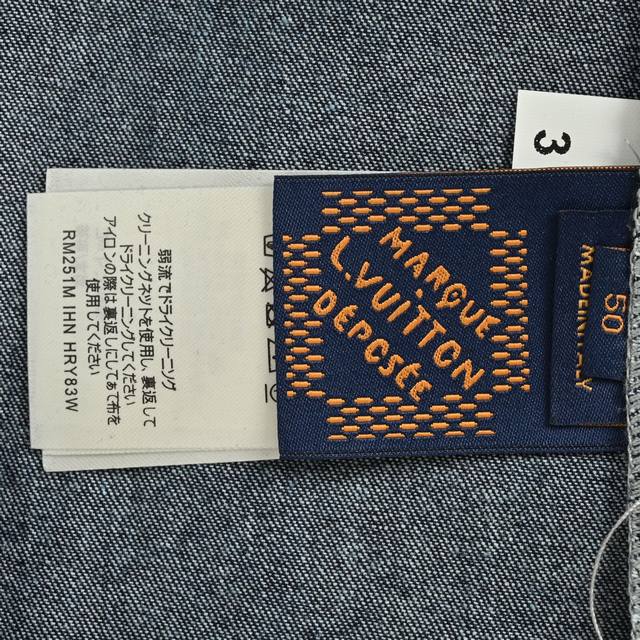 弱流でドライクリーニング
クリーニングネットを使用し、裏返して
ドライクリーニングしてください
アイロンの際は裏返しにしてあて布を
使用してください
RM251M IHN HRY83W
MARQUE
L.VUITTON
DÉPOSÉE
3
50
MADE IN ITALY